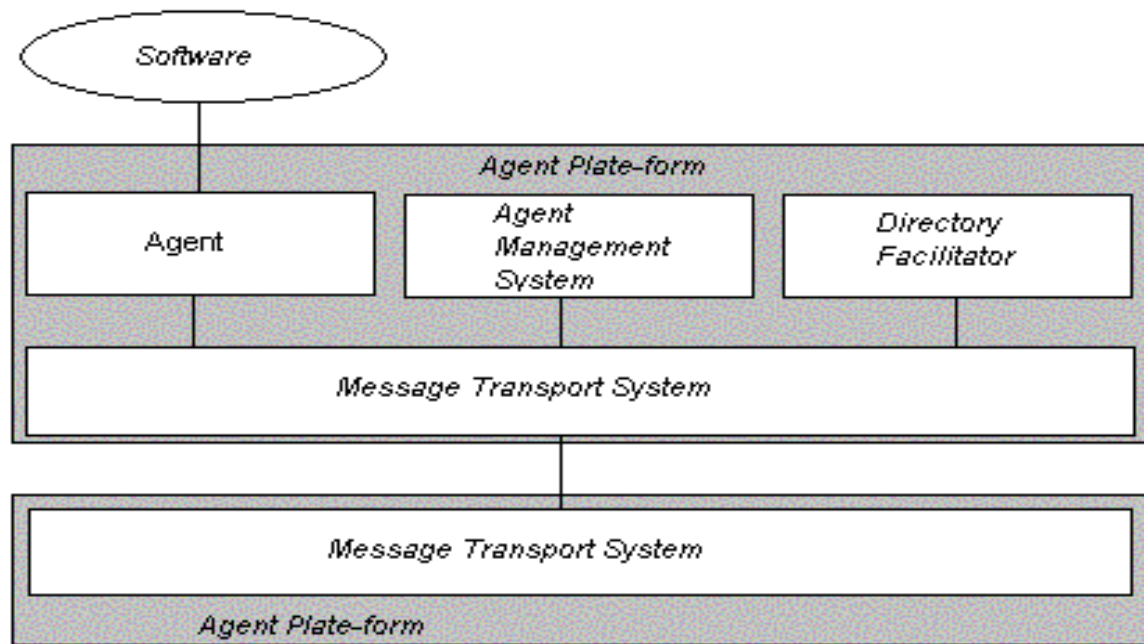 Software
Agent Plate-form
Agent
Agent
Management
System
Directory
Facilitator
Message Transport System
Message Transport System
Agent Plate-form